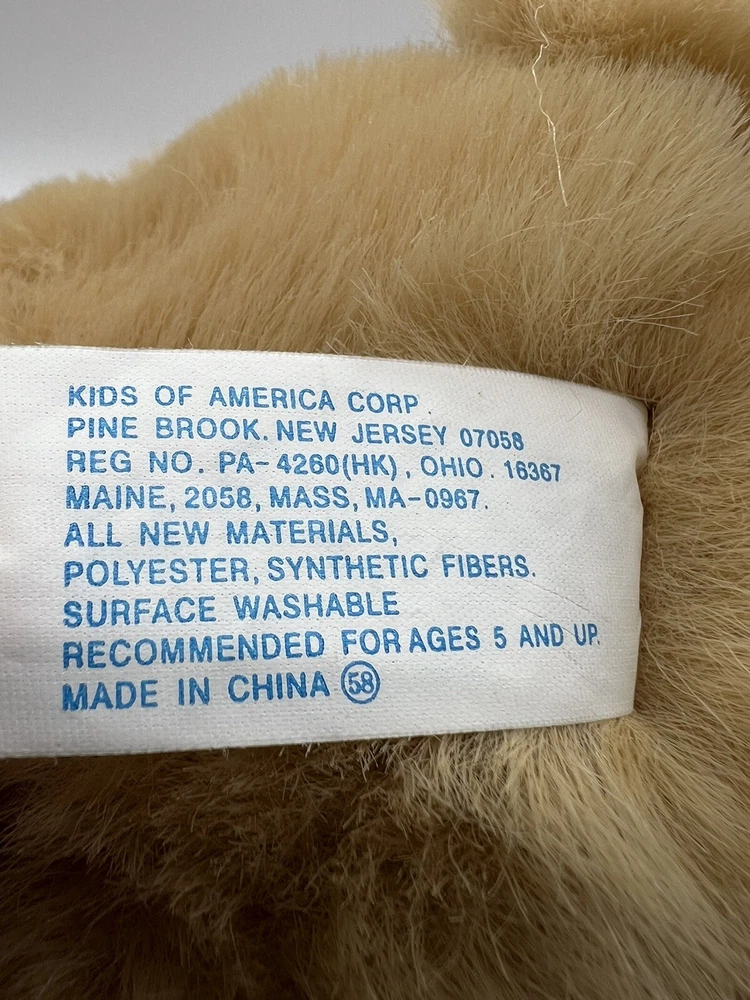 KIDS OF AMERICA CORP.
PINE BROOK. NEW JERSEY 07058
REG NO. PA-4260(HK), OHIO. 16367
MAINE, 2058, MASS, MA-0967.
ALL NEW MATERIALS,
POLYESTER, SYNTHETIC FIBERS.
SURFACE WASHABLE
RECOMMENDED FOR AGES 5 AND UP.
MADE IN CHINA 58